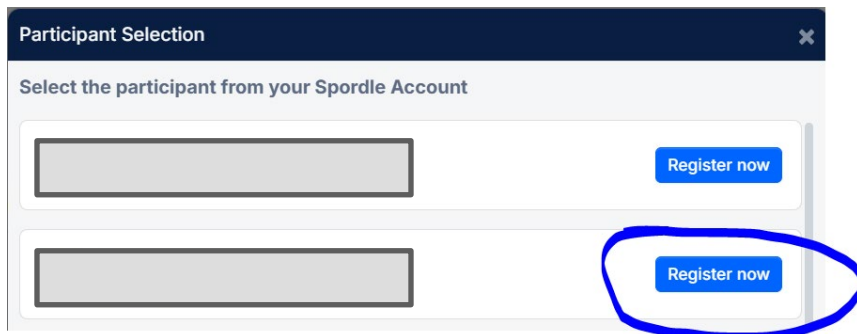 Participant Selection
Select the participant from your Spordle Account
Register now
Register now